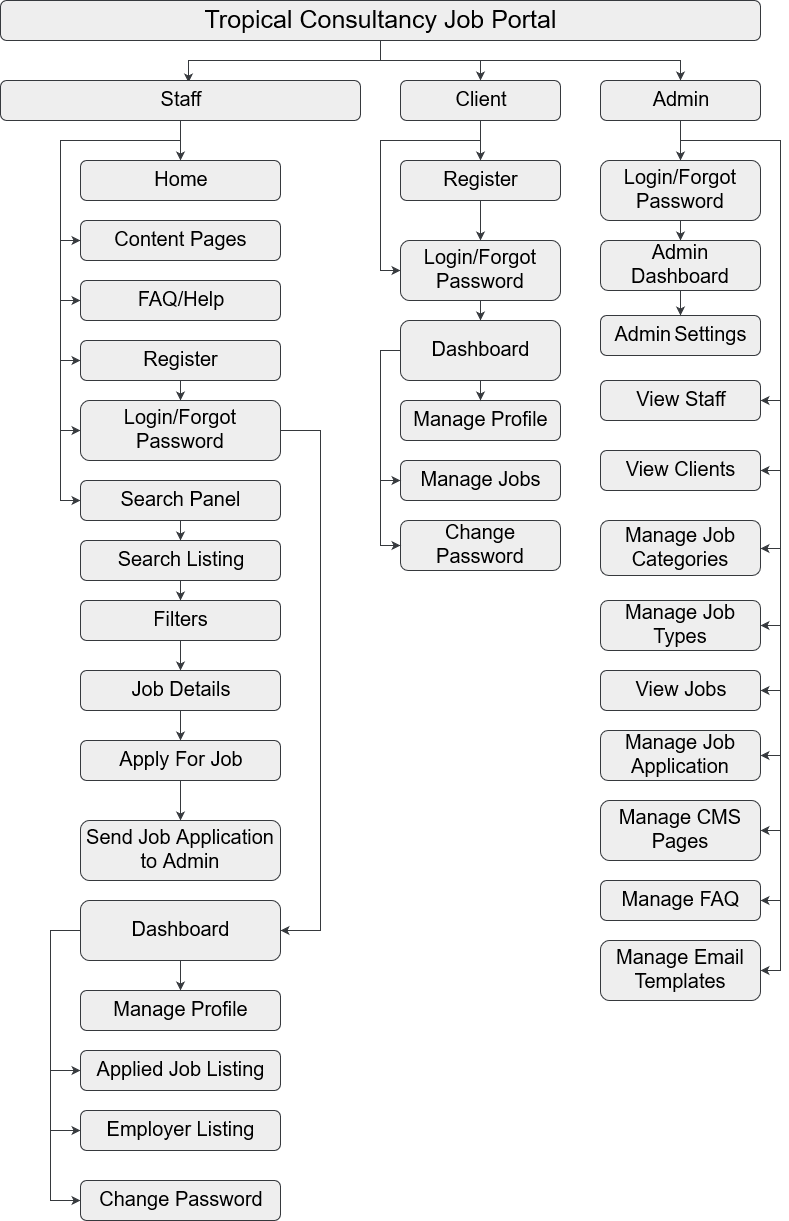 Tropical Consultancy Job Portal
Staff
Home
Content Pages
FAQ/Help
Register
Login/Forgot
Password
Search Panel
Search Listing
Filters
Job Details
Apply For Job
Send Job Application
to Admin
Dashboard
Manage Profile
Applied Job Listing
Employer Listing
Change Password
Client
Register
Login/Forgot
Password
Dashboard
Manage Profile
Manage Jobs
Change
Password
Admin
Login/Forgot
Password
Admin
Dashboard
Admin Settings
View Staff
View Clients
Manage Job
Categories
Manage Job
Types
View Jobs
Manage Job
Application
Manage CMS
Pages
Manage FAQ
Manage Email
Templates